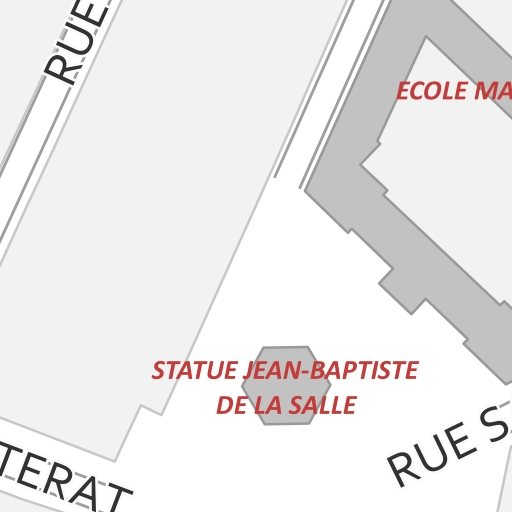 RUE
ECOLE MA
STATUE JEAN-BAPTISTE
DE LA SALLE
RUE S
TERAT